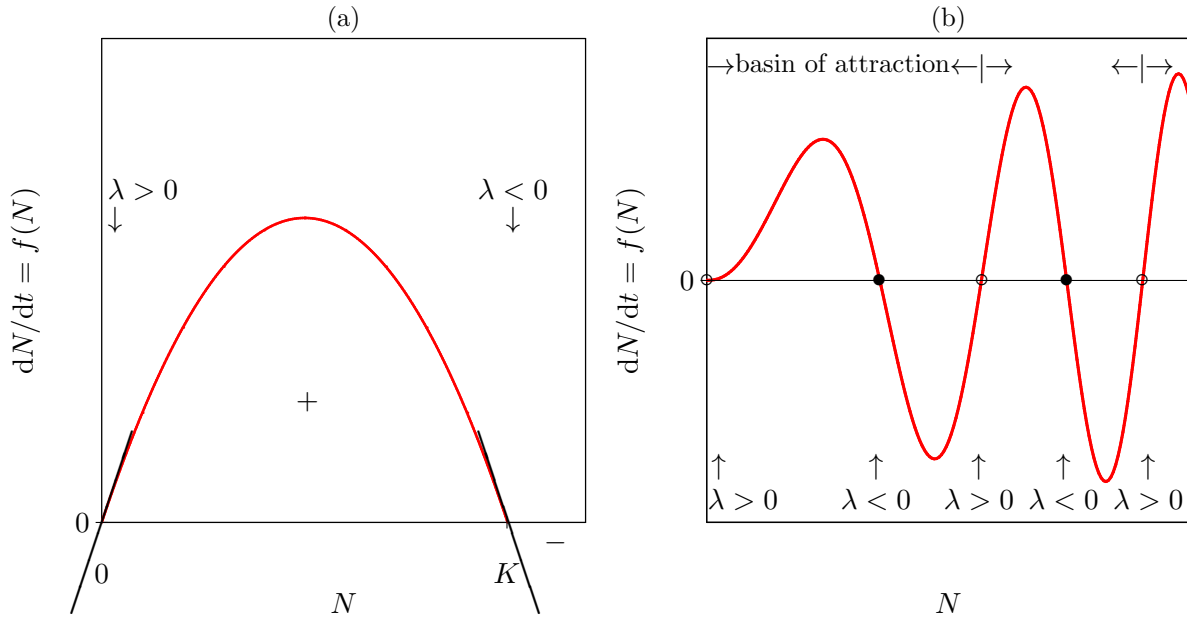 (a)
λ > 0
↓
λ < 0
↓
dN/dt = f(N)
+
0
−
0
K
N
(b)
→basin of attraction←|→
←|→
dN/dt = f(N)
0
↑ ↑ ↑ ↑ ↑
λ > 0 λ < 0 λ > 0 λ < 0 λ > 0
N